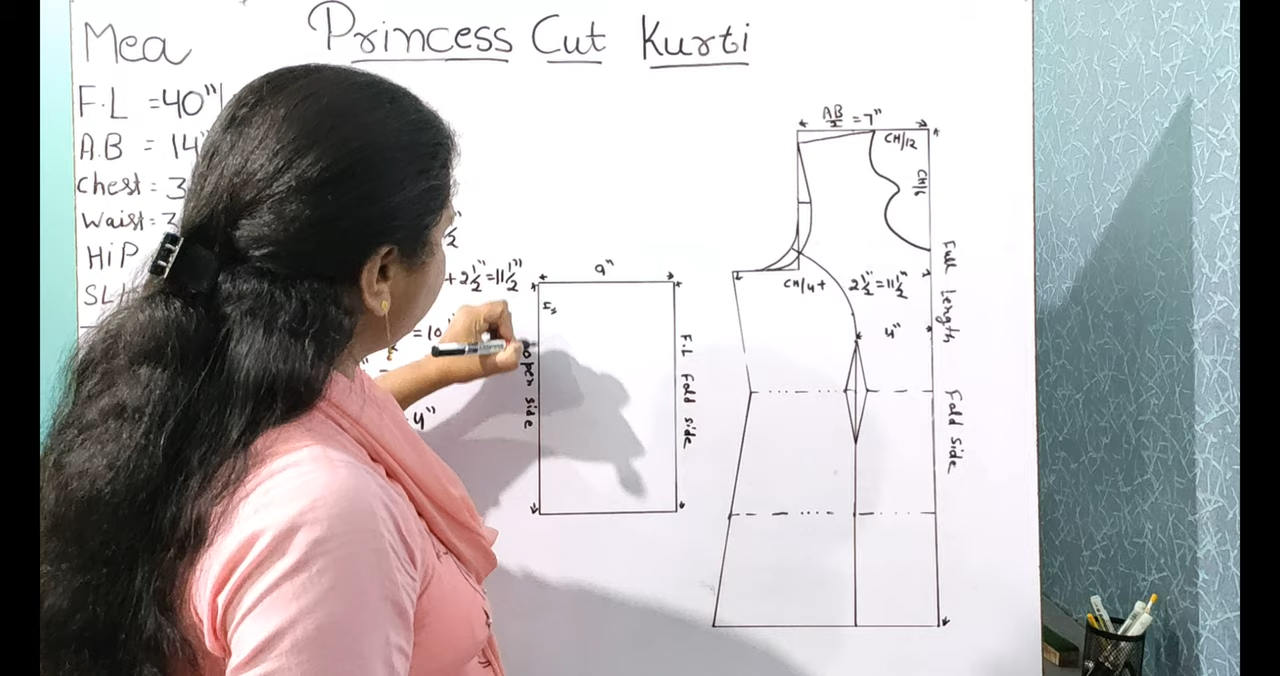 Princess Cut Kurti
Mea
F.L = 40"
A.B = 14"
Chest = 3
Waist = 3
HiP
+ 2½" = 11½"
= 10
4"
9"
4"
open side
F.L Fold side
AB/2 = 7"
CH/12
CH/6
CH/4 + 2½" = 11½"
4"
Full Length
Fold side